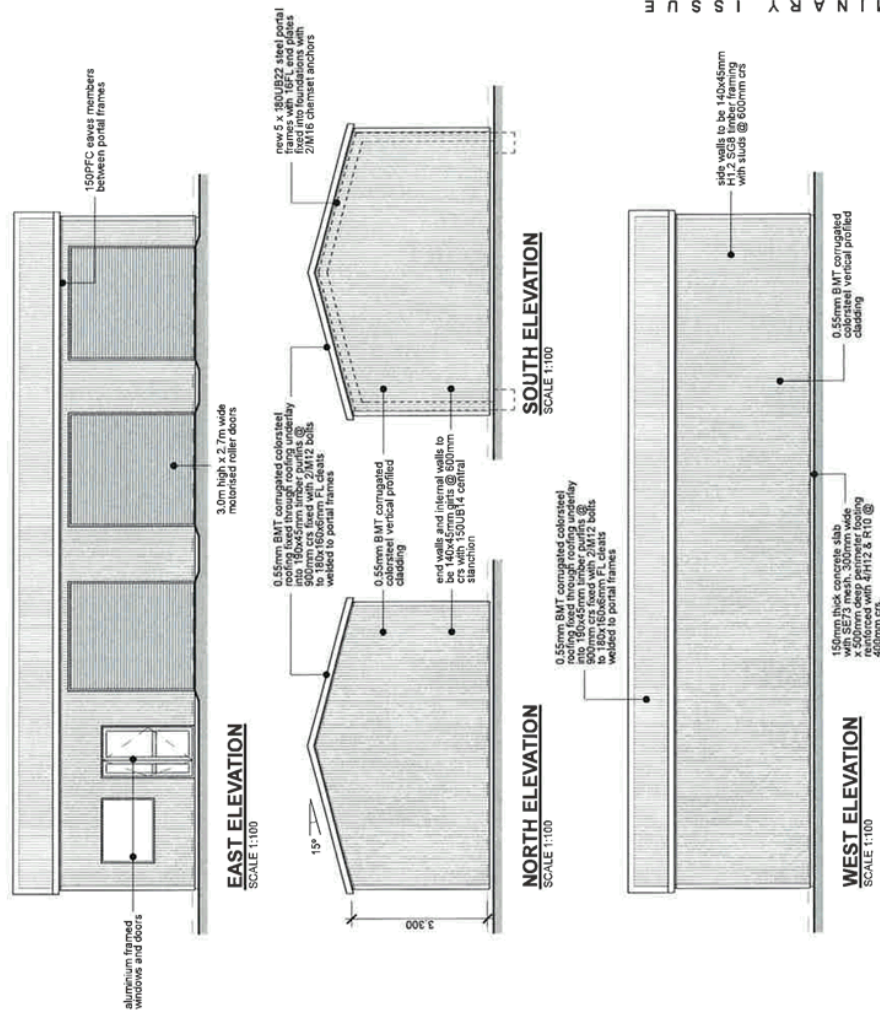 aluminium framed
windows and doors
150PFC eaves members
between portal frames
3.0m high x 2.7m wide
motorised roller doors
EAST ELEVATION
SCALE 1:100
15°
3.300
0.55mm BMT corrugated colorsteel
roofing fixed through roofing underlay
into 190x45mm timber purlins @
900mm crs fixed with 2/M12 bolts
to 180x160x6mm FL cleats
welded to portal frames
0.55mm BMT corrugated
colorsteel vertical profiled
cladding
end walls and internal walls to
be 140x45mm girts @ 600mm
crs with 150UB14 central
stanchion
NORTH ELEVATION
SCALE 1:100
new 5 x 180UB22 steel portal
frames with 16FL end plates
fixed into foundations with
2/M16 chemset anchors
SOUTH ELEVATION
SCALE 1:100
0.55mm BMT corrugated colorsteel
roofing fixed through roofing underlay
into 190x45mm timber purlins @
900mm crs fixed with 2/M12 bolts
to 180x160x6mm FL cleats
welded to portal frames
side walls to be 140x45mm
H1.2 SG8 timber framing
with studs @ 600mm crs
150mm thick concrete slab
with SE73 mesh. 300mm wide
x 500mm deep perimeter footing
reinforced with 4/H12 & R10 @
400mm crs
0.55mm BMT corrugated
colorsteel vertical profiled
cladding
WEST ELEVATION
SCALE 1:100
MINARY ISSUE